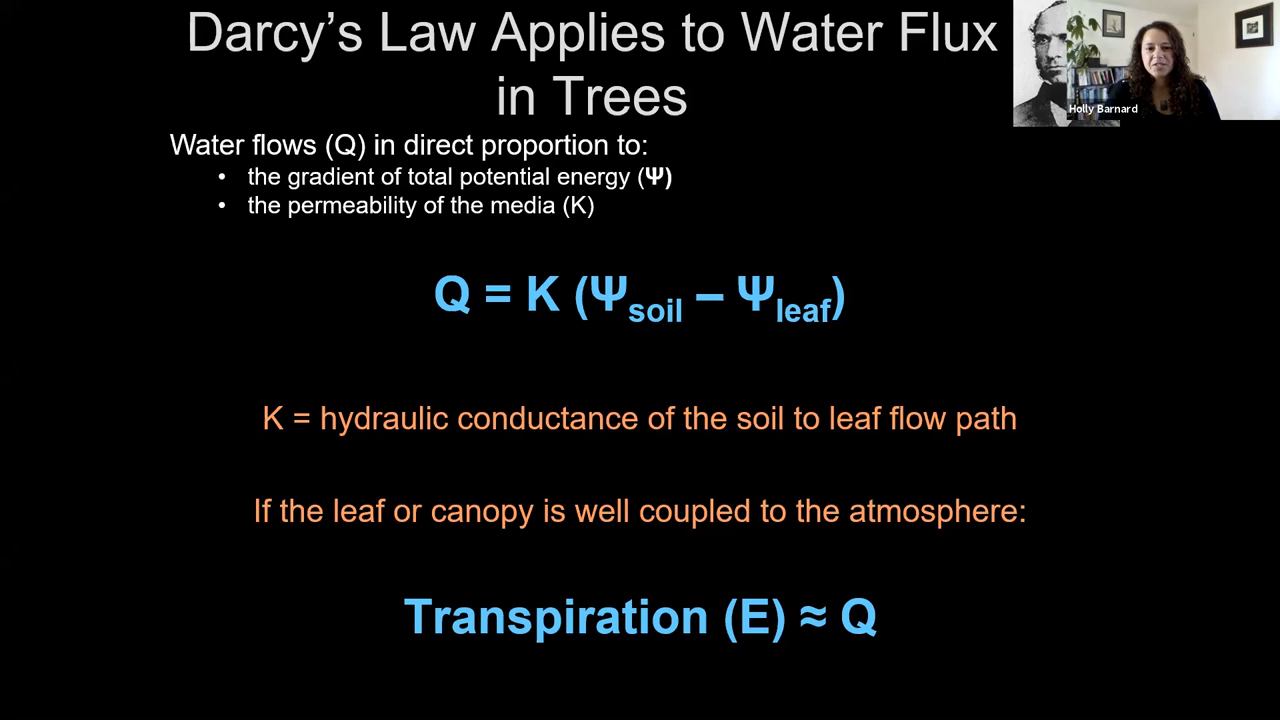 Darcy's Law Applies to Water Flux
in Trees
Holly Barnard
Water flows (Q) in direct proportion to:
• the gradient of total potential energy (Ψ)
• the permeability of the media (K)
Q = K (Ψsoil – Ψleaf)
K = hydraulic conductance of the soil to leaf flow path
If the leaf or canopy is well coupled to the atmosphere:
Transpiration (E) ≈ Q